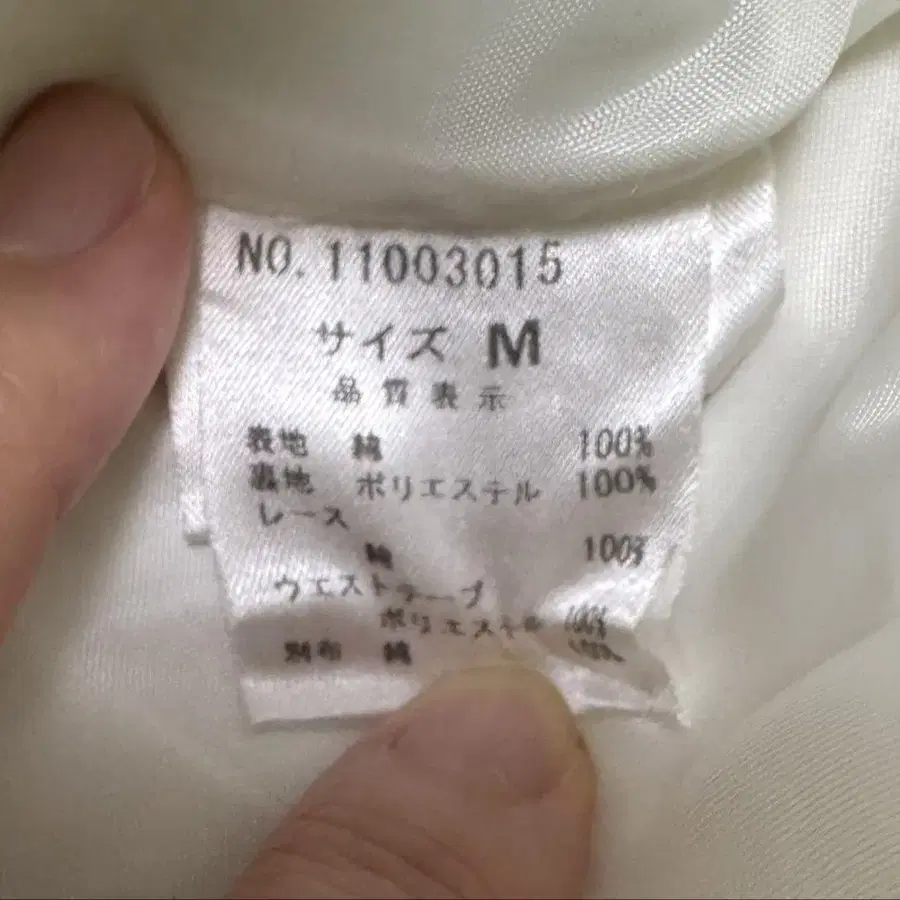 NO. 11003015
サイズ M
品質表示
表地 綿 100%
裏地 ポリエステル 100%
レース
綿 100%
ウエストテープ
ポリエステル 100%
別布 綿 100%